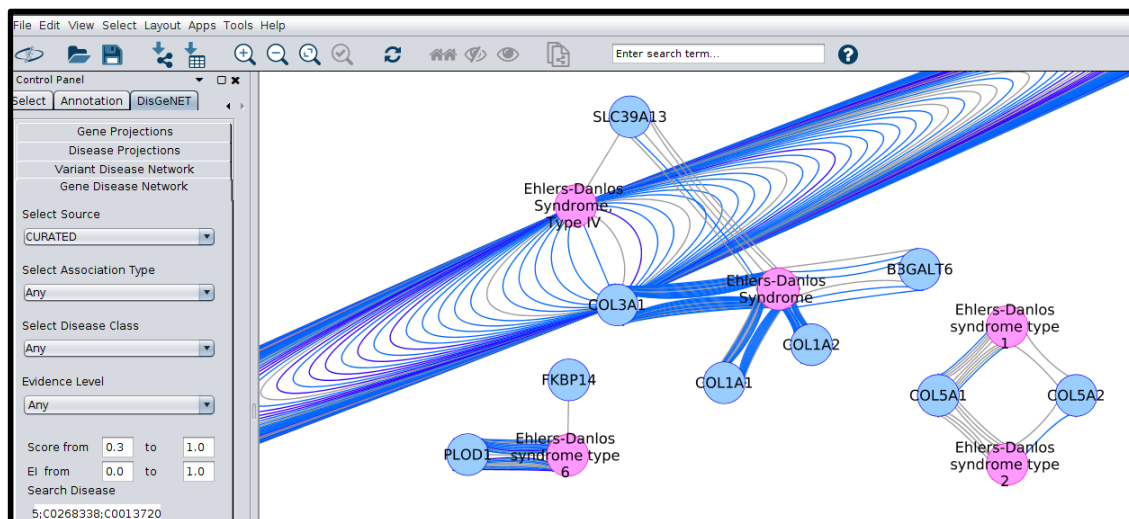 File Edit View Select Layout Apps Tools Help
Enter search term...
?
Control Panel
Select Annotation DisGeNET
Gene Projections
Disease Projections
Variant Disease Network
Gene Disease Network
Select Source
CURATED
Select Association Type
Any
Select Disease Class
Any
Evidence Level
Any
Score from 0.3 to 1.0
EI from 0.0 to 1.0
Search Disease
5;C0268338;C0013720
SLC39A13
Ehlers-Danlos
Syndrome,
Type IV
B3GALT6
Ehlers-Danlos
Syndrome
COL3A1
Ehlers-Danlos
syndrome type
1
COL1A2
FKBP14
COL1A1
COL5A1
COL5A2
Ehlers-Danlos
syndrome type
6
PLOD1
Ehlers-Danlos
syndrome type
2